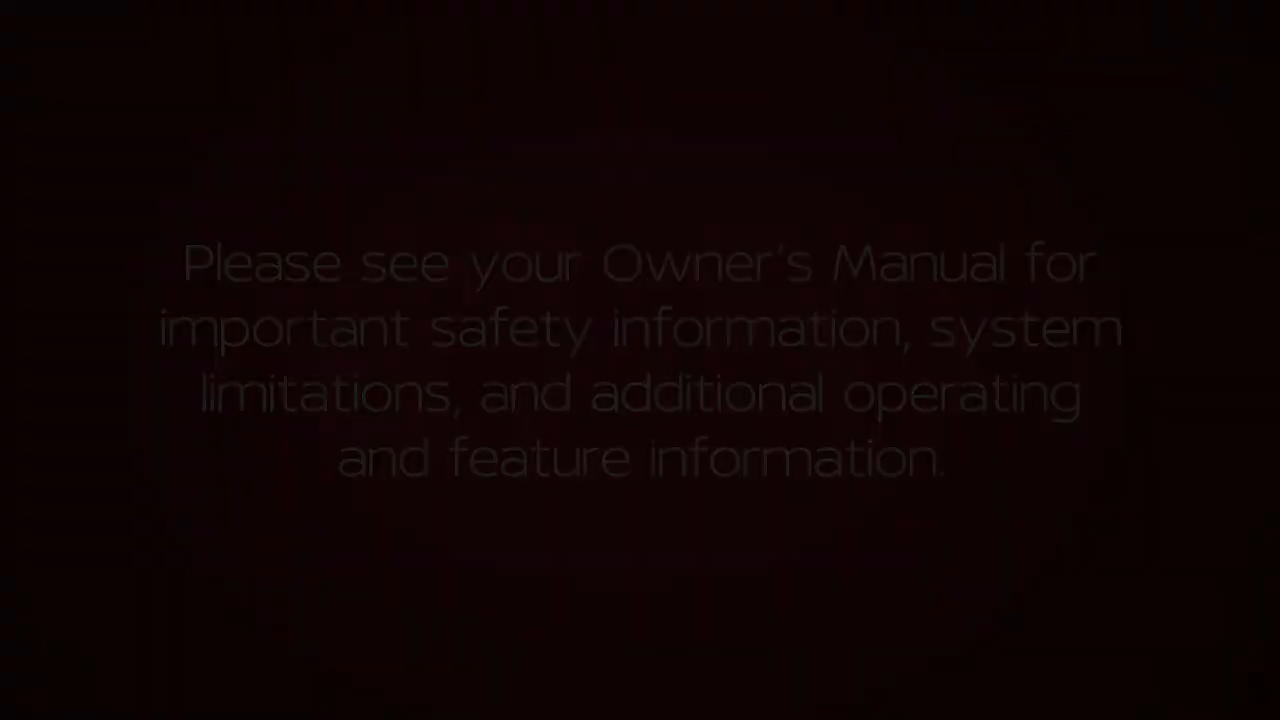 Please see your Owner's Manual for
important safety information, system
limitations, and additional operating
and feature information.